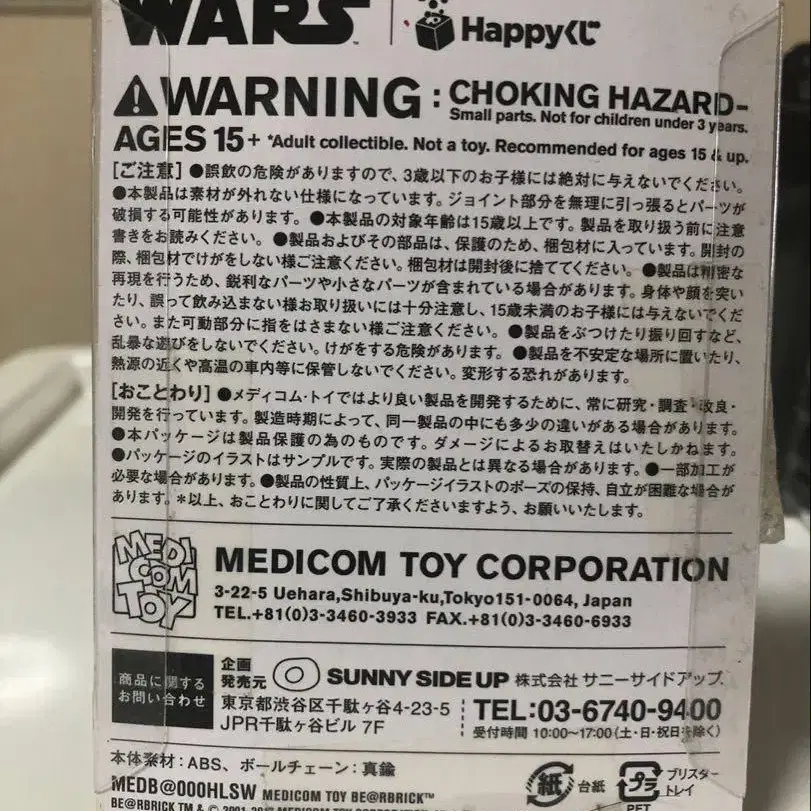 WARS™ | Happyくじ
⚠WARNING : CHOKING HAZARD–
Small parts. Not for children under 3 years.
AGES 15+ *Adult collectible. Not a toy. Recommended for ages 15 & up.
[ご注意] ●誤飲の危険がありますので、3歳以下のお子様には絶対に与えないでください。
●本製品は素材が外れない仕様になっています。ジョイント部分を無理に引っ張るとパーツが
破損する可能性があります。●本製品の対象年齢は15歳以上です。製品を取り扱う前に注意
書きをお読みください。●製品およびその部品は、保護のため、梱包材に入っています。開封の
際、梱包材でけがをしない様ご注意ください。梱包材は開封後に捨ててください。●製品は精密な
再現を行うため、鋭利なパーツや小さなパーツが含まれている場合があります。身体や顔を突い
たり、誤って飲み込まない様お取り扱いには十分注意し、15歳未満のお子様には与えないでくだ
さい。また可動部分に指をはさまない様ご注意ください。●製品をぶつけたり振り回すなど、
乱暴な遊びをしないでください。けがをする危険があります。●製品を不安定な場所に置いたり、
熱源の近くや高温の車内等に保管しないでください。変形する恐れがあります。
[おことわり] ●メディコム・トイではより良い製品を開発するために、常に研究・調査・改良・
開発を行っています。製造時期によって、同一製品の中にも多少の違いがある場合があります。
●本パッケージは製品保護の為のものです。ダメージによるお取替えはいたしかねます。
●パッケージのイラストはサンプルです。実際の製品とは異なる場合があります。●一部加工が
必要な場合があります。●製品の性質上、パッケージイラストのポーズの保持、自立が困難な場合が
あります。*以上、おことわりに関してご了承くださいますよう、お願いいたします。
MEDI
COM
TOY
MEDICOM TOY CORPORATION
3-22-5 Uehara,Shibuya-ku,Tokyo151-0064, Japan
TEL.+81(0)3-3460-3933 FAX.+81(0)3-3460-6933
商品に関する
お問い合わせ
企画
発売元 SUNNY SIDE UP 株式会社 サニーサイドアップ
東京都渋谷区千駄ヶ谷4-23-5
JPR千駄ヶ谷ビル 7F
TEL:03-6740-9400
受付時間 10:00〜17:00(土・日・祝日を除く)
本体素材:ABS、ボールチェーン:真鍮
MEDB@000HLSW MEDICOM TOY BE@RBRICK™
BE@RBRICK TM & ©
紙 台紙
プラ ブリスター
トレイ
PET